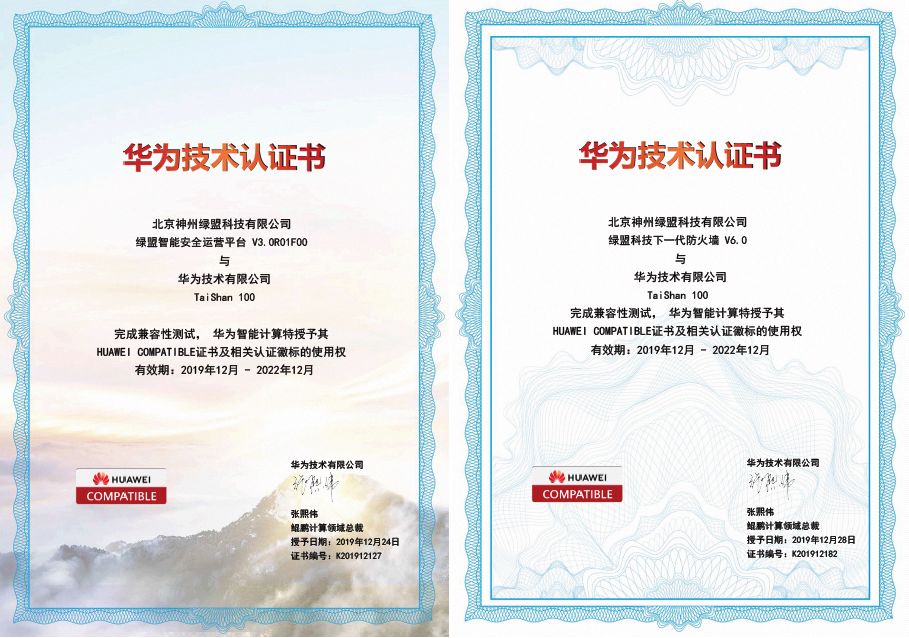 华为技术认证书
北京神州绿盟科技有限公司
绿盟智能安全运营平台 V3.0R01F00
与
华为技术有限公司
TaiShan 100
完成兼容性测试, 华为智能计算特授予其
HUAWEI COMPATIBLE证书及相关认证徽标的使用权
有效期: 2019年12月 - 2022年12月
HUAWEI
COMPATIBLE
华为技术有限公司
张熙伟
张熙伟
鲲鹏计算领域总裁
授予日期: 2019年12月24日
证书编号: K201912127
华为技术认证书
北京神州绿盟科技有限公司
绿盟科技下一代防火墙 V6.0
与
华为技术有限公司
TaiShan 100
完成兼容性测试, 华为智能计算特授予其
HUAWEI COMPATIBLE证书及相关认证徽标的使用权
有效期: 2019年12月 - 2022年12月
HUAWEI
COMPATIBLE
华为技术有限公司
张熙伟
张熙伟
鲲鹏计算领域总裁
授予日期: 2019年12月28日
证书编号: K201912182